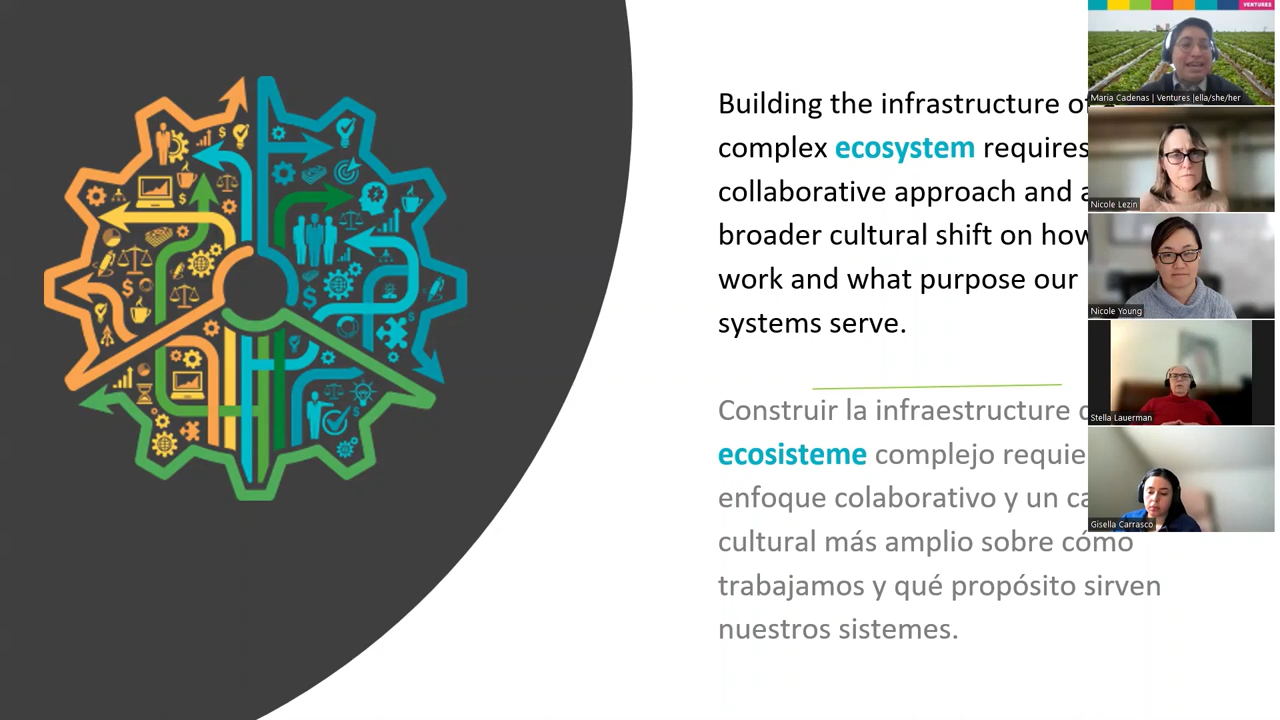 Building the infrastructure of
complex ecosystem requires
collaborative approach and a
broader cultural shift on how
work and what purpose our
systems serve.
Construir la infraestructure
ecosisteme complejo requie
enfoque colaborativo y un ca
cultural más amplio sobre cómo
trabajamos y qué propósito sirven
nuestros sistemes.
VENTURES
Maria Cadenas | Ventures |ella/she/her
Nicole Lezin
Nicole Young
Stella Lauerman
Gisella Carrasco